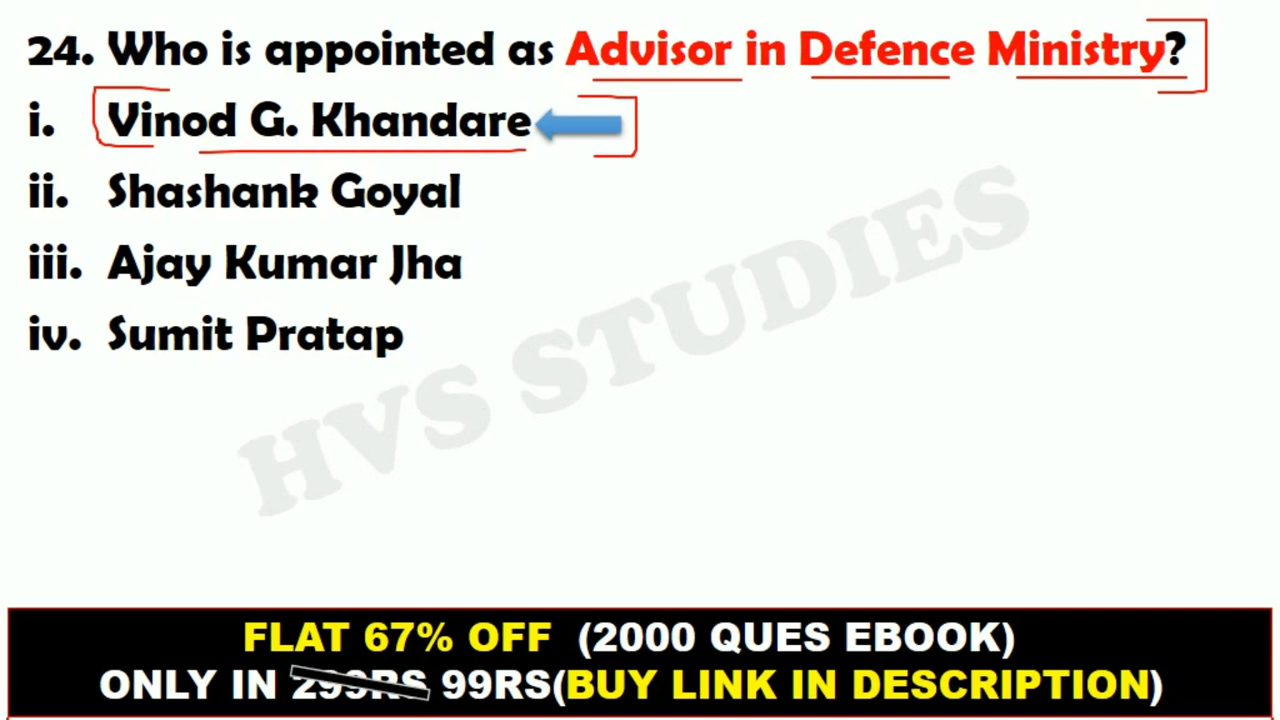 24. Who is appointed as Advisor in Defence Ministry?
i. Vinod G. Khandare
ii. Shashank Goyal
iii. Ajay Kumar Jha
iv. Sumit Pratap
HVS STUDIES
FLAT 67% OFF (2000 QUES EBOOK)
ONLY IN 299RS 99RS(BUY LINK IN DESCRIPTION)